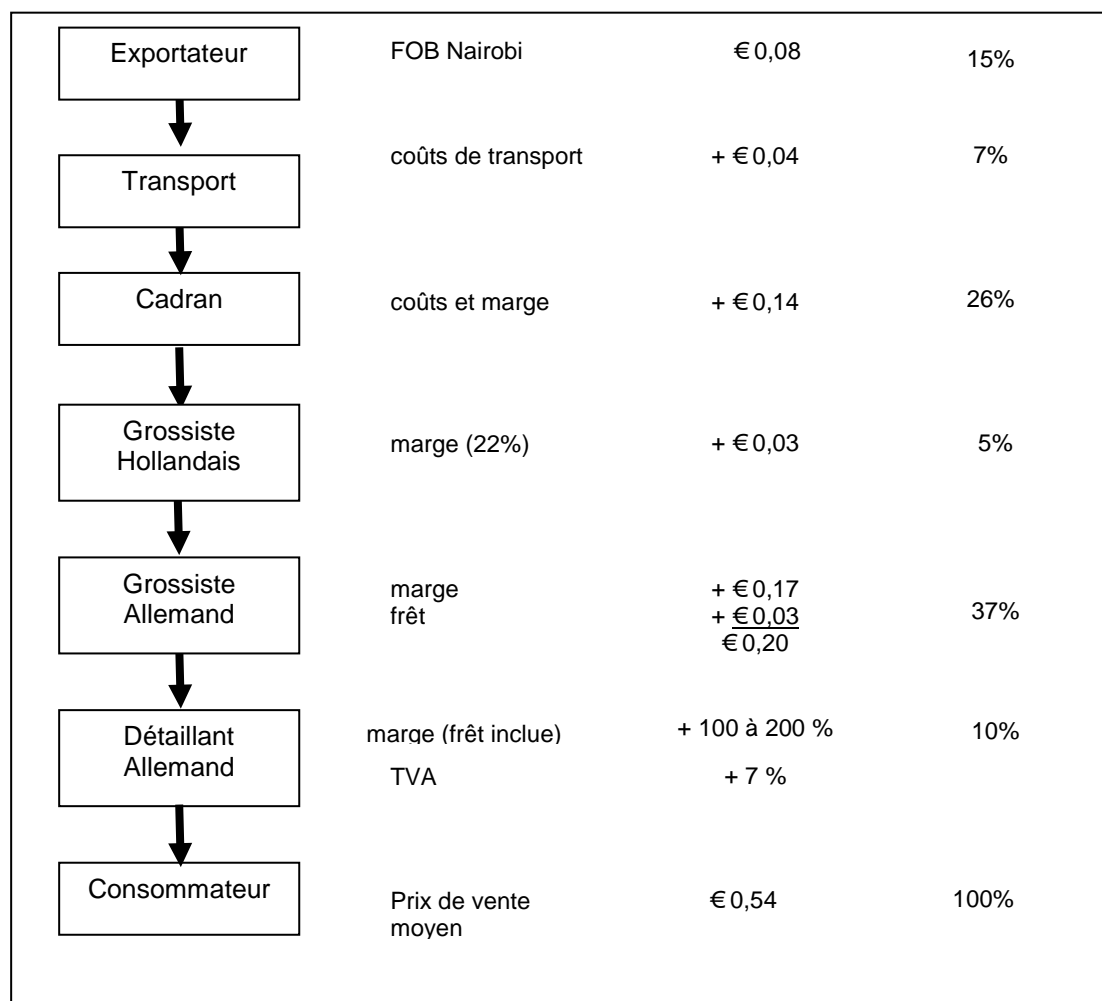 Exportateur FOB Nairobi € 0,08 15%
Transport coûts de transport + € 0,04 7%
Cadran coûts et marge + € 0,14 26%
Grossiste
Hollandais marge (22%) + € 0,03 5%
Grossiste
Allemand
marge + € 0,17
frêt + € 0,03 37%
€ 0,20
Détaillant
Allemand
marge (frêt inclue) + 100 à 200 % 10%
TVA + 7 %
Consommateur
Prix de vente
moyen € 0,54 100%